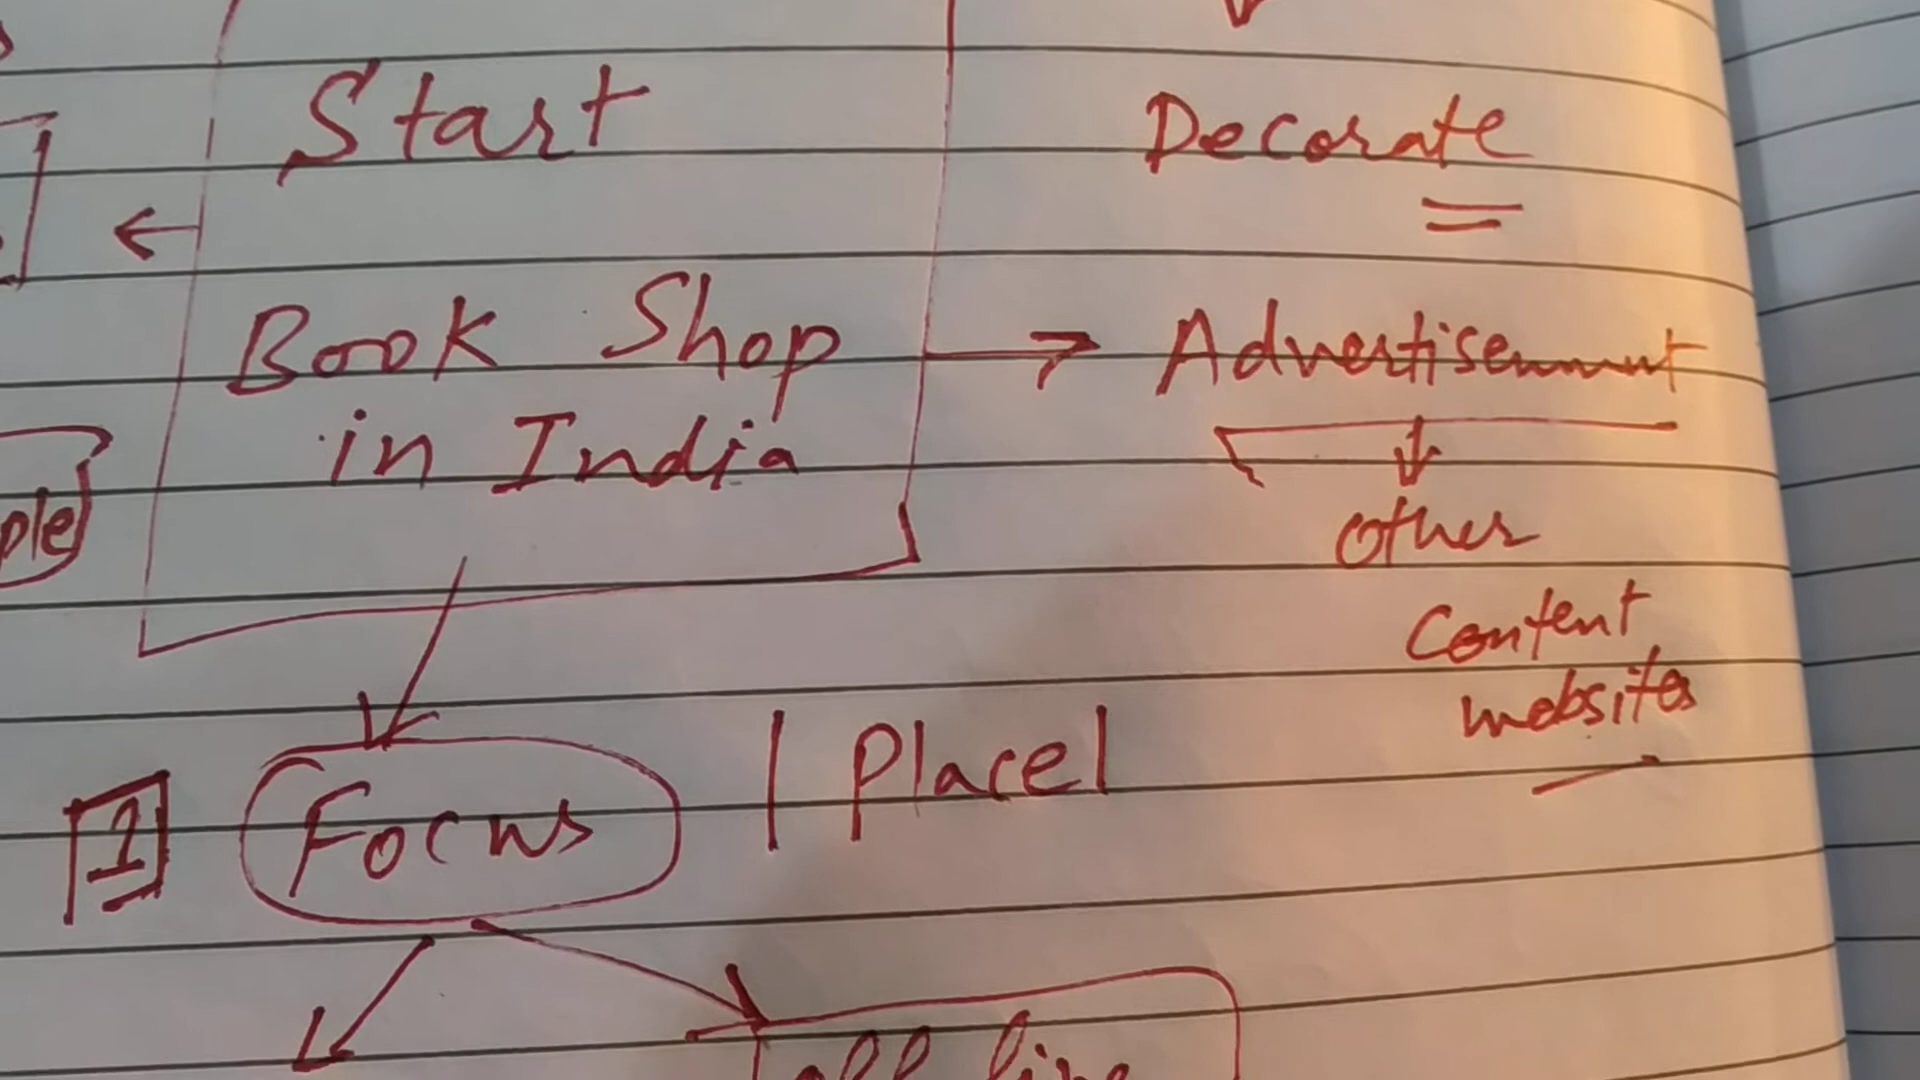 Start
Decorate
Book Shop
in India
Advertisement
other
Content
websites
1 Focus | Place |